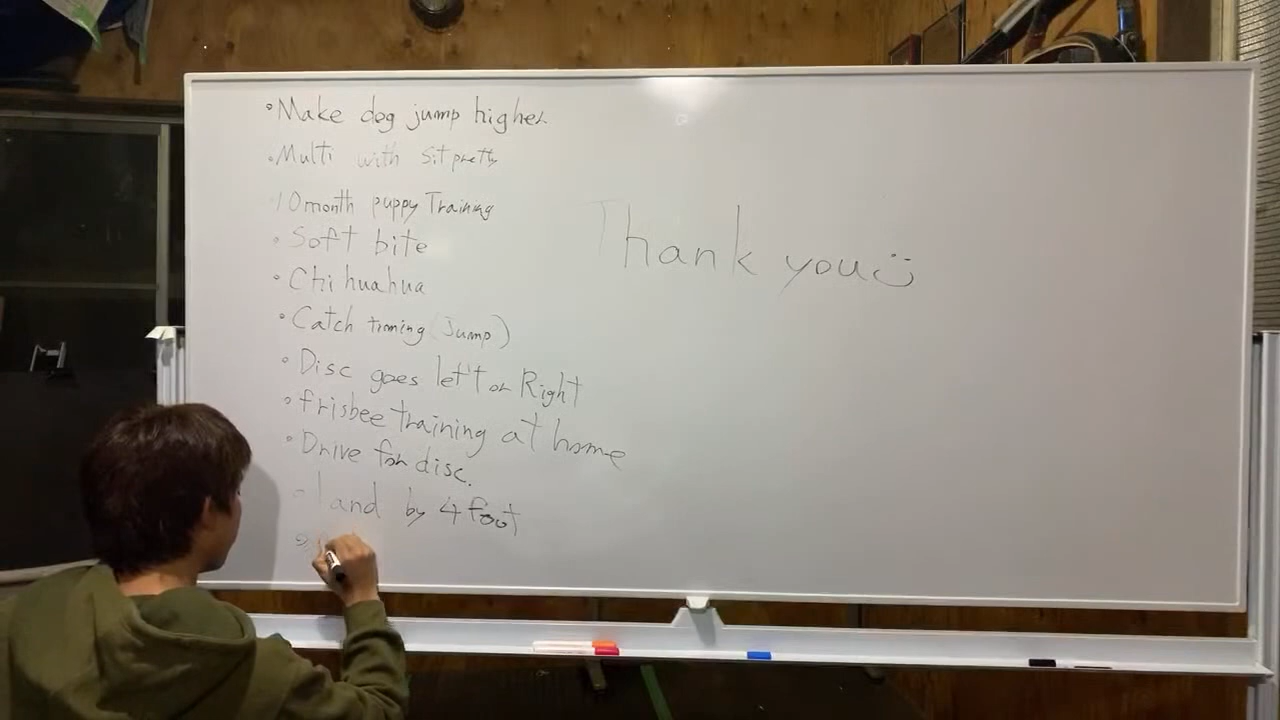 • Make dog jump higher
• Multi with Sit pretty
10 month puppy Training
• Soft bite
• Chihuahua
• Catch timing (Jump)
• Disc goes left or Right
• frisbee training at home
• Drive for disc.
• land by 4 foot
Thank you :)